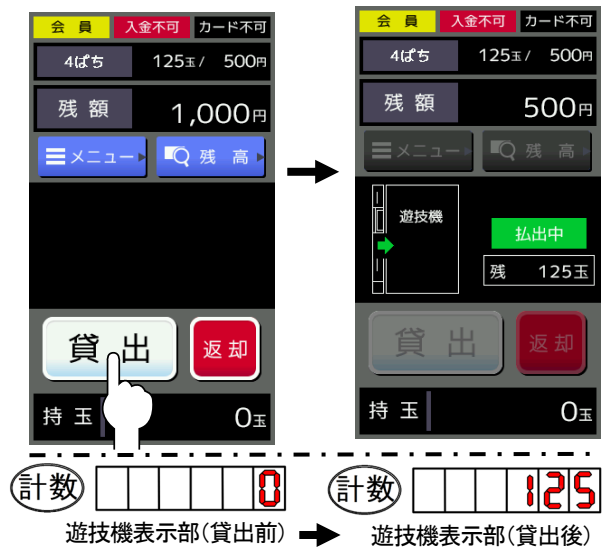 会 員 入金不可 カード不可
4ぱち 125玉/ 500円
残 額 1,000円
メニュー 残 高
貸 出 返 却
持 玉 0玉
会 員 入金不可 カード不可
4ぱち 125玉/ 500円
残 額 500円
メニュー 残 高
遊技機
払出中
残 125玉
貸 出 返 却
持 玉 0玉
計数 0
遊技機表示部(貸出前)
計数 125
遊技機表示部(貸出後)